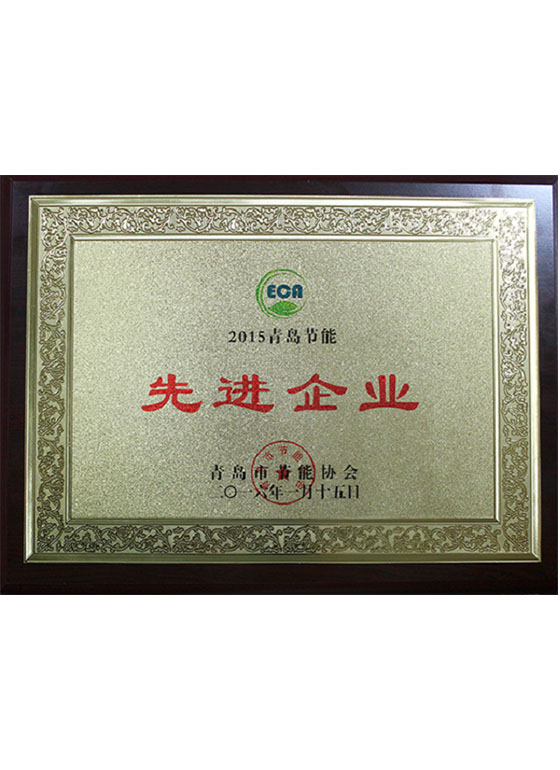 ECA
2015青岛节能
先进企业
青岛市节能协会
二〇一六年一月十五日